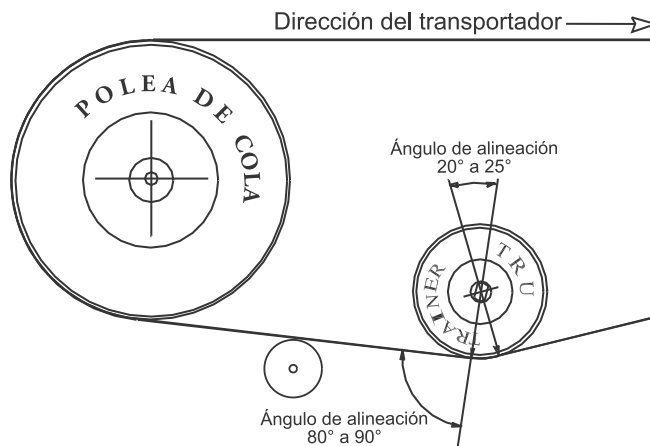 Dirección del transportador
POLEA DE COLA
Ángulo de alineación
20° a 25°
TRU
TRAINER
Ángulo de alineación
80° a 90°